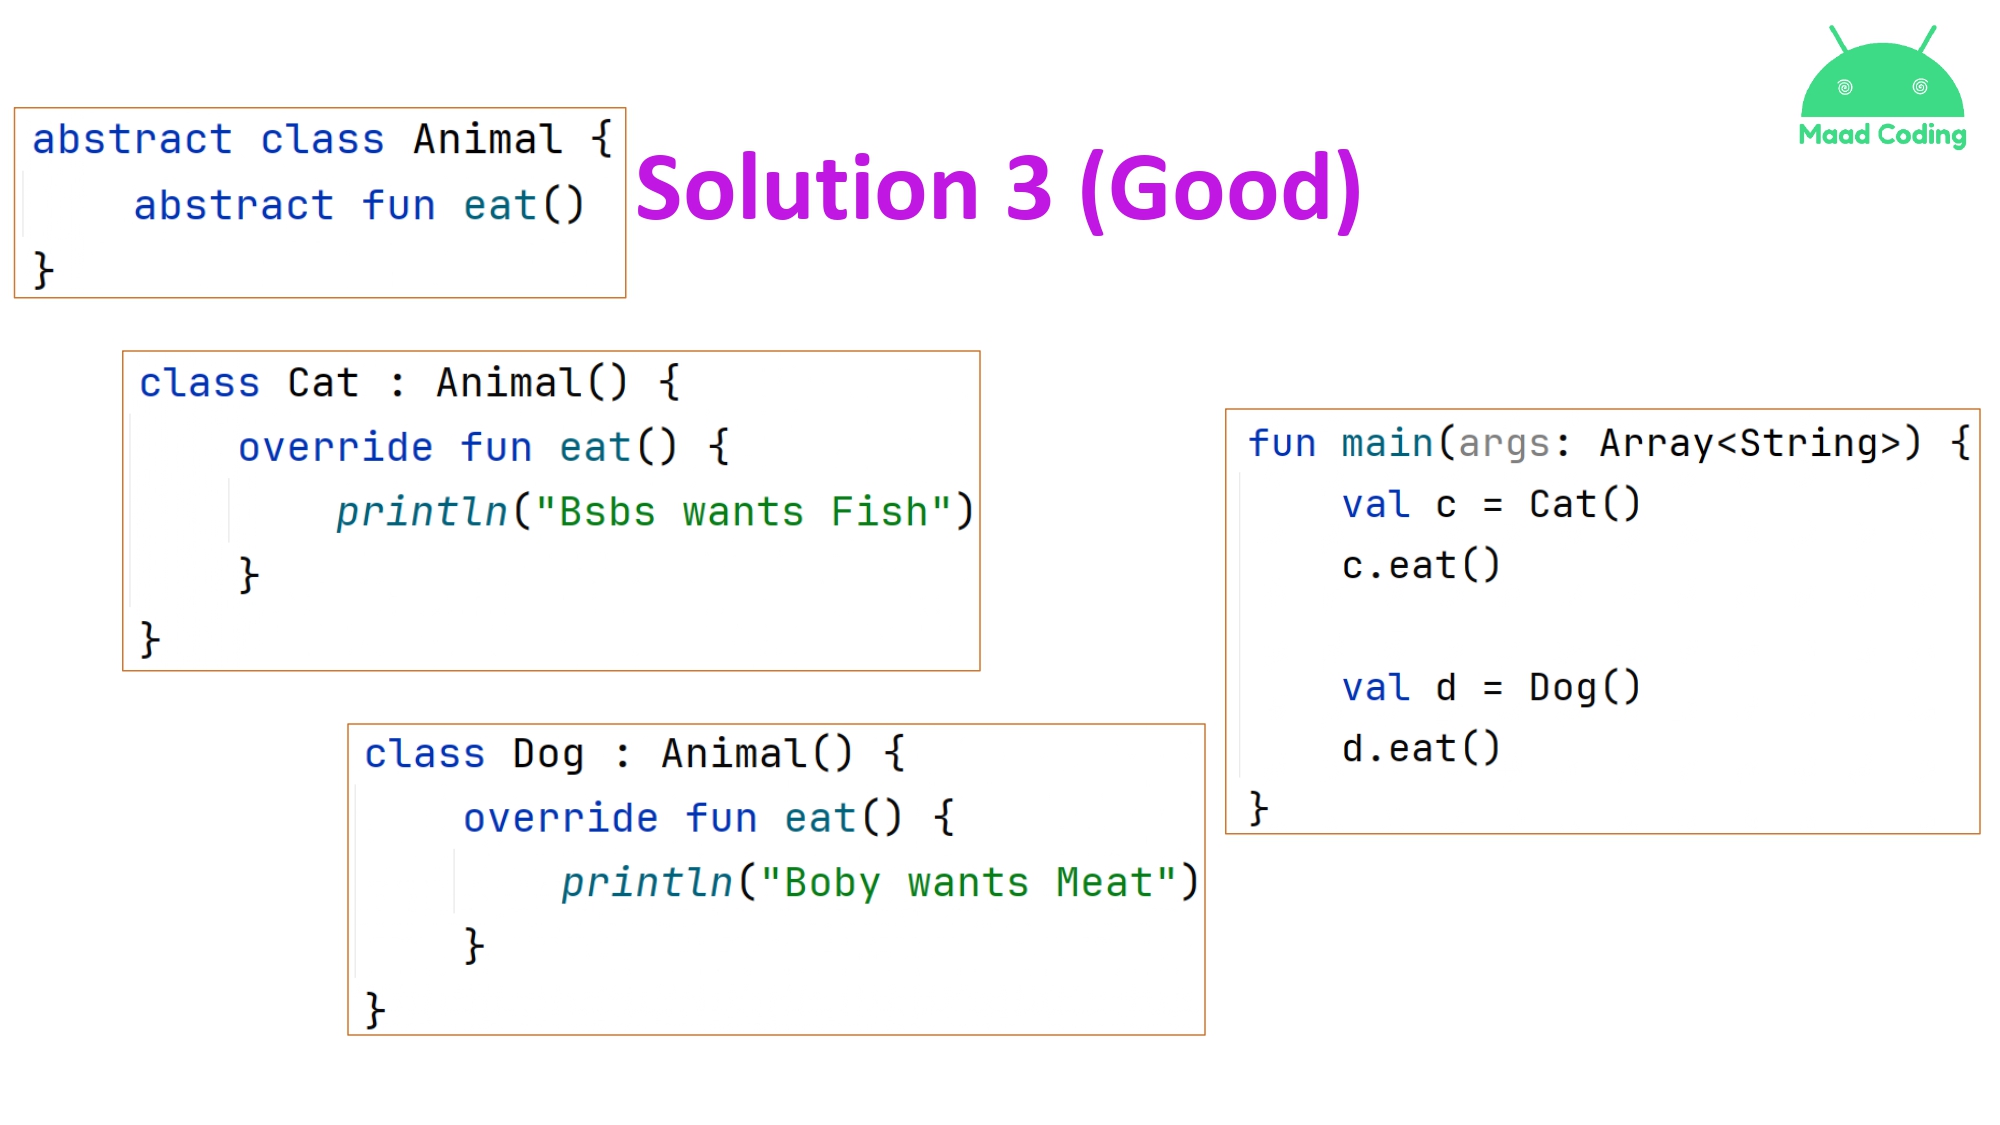 Maad Coding
Solution 3 (Good)
abstract class Animal {
    abstract fun eat()
}
class Cat : Animal() {
    override fun eat() {
        println("Bsbs wants Fish")
    }
}
class Dog : Animal() {
    override fun eat() {
        println("Boby wants Meat")
    }
}
fun main(args: Array<String>) {
    val c = Cat()
    c.eat()
    val d = Dog()
    d.eat()
}